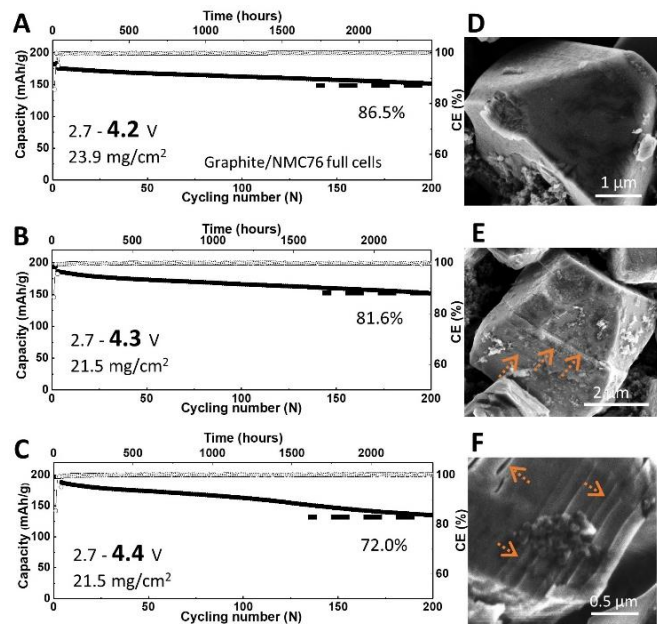 A
Time (hours)
0 500 1000 1500 2000
Capacity (mAh/g)
200
150
100
50
0
100
80
60
CE (%)
2.7 - 4.2 V
23.9 mg/cm²
86.5%
Graphite/NMC76 full cells
0 50 100 150 200
Cycling number (N)
D
1 µm
B
Time (hours)
0 500 1000 1500 2000
Capacity (mAh/g)
200
150
100
50
0
100
80
60
CE (%)
2.7 - 4.3 V
21.5 mg/cm²
81.6%
0 50 100 150 200
Cycling number (N)
E
2 µm
C
Time (hours)
0 500 1000 1500 2000
Capacity (mAh/g)
200
150
100
50
0
100
80
60
CE (%)
2.7 - 4.4 V
21.5 mg/cm²
72.0%
0 50 100 150 200
Cycling number (N)
F
0.5 µm